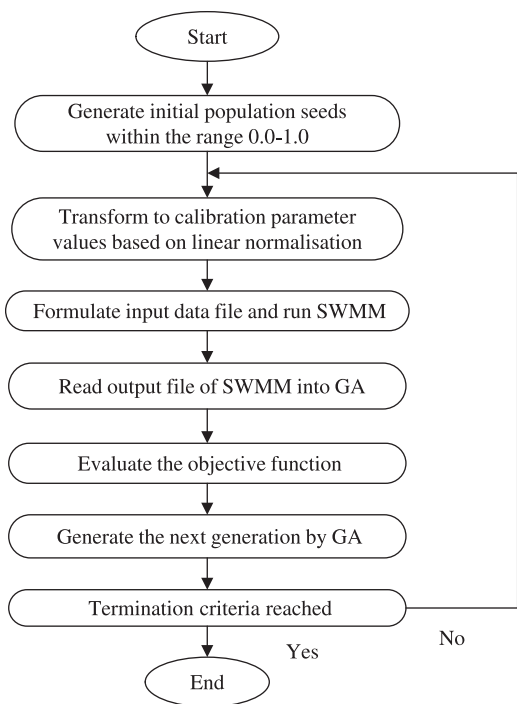 Start
Generate initial population seeds
within the range 0.0-1.0
Transform to calibration parameter
values based on linear normalisation
Formulate input data file and run SWMM
Read output file of SWMM into GA
Evaluate the objective function
Generate the next generation by GA
Termination criteria reached
Yes
No
End